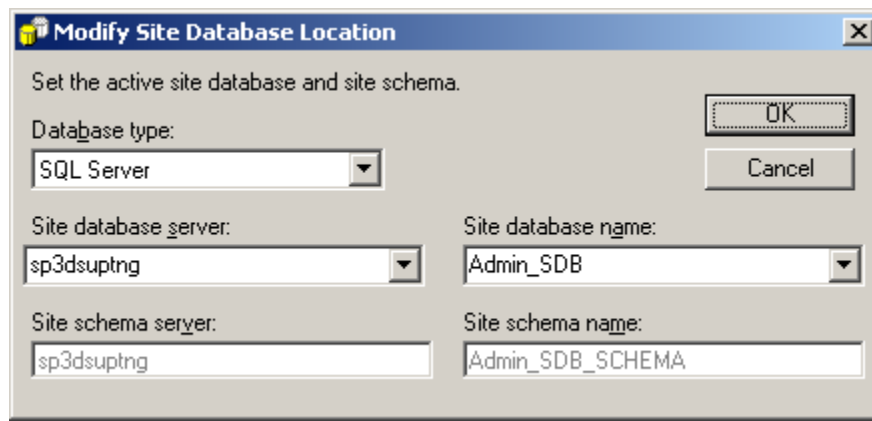 Modify Site Database Location
Set the active site database and site schema.
Database type:
SQL Server
OK
Cancel
Site database server:
Site database name:
sp3dsuptng
Admin_SDB
Site schema server:
Site schema name:
sp3dsuptng
Admin_SDB_SCHEMA